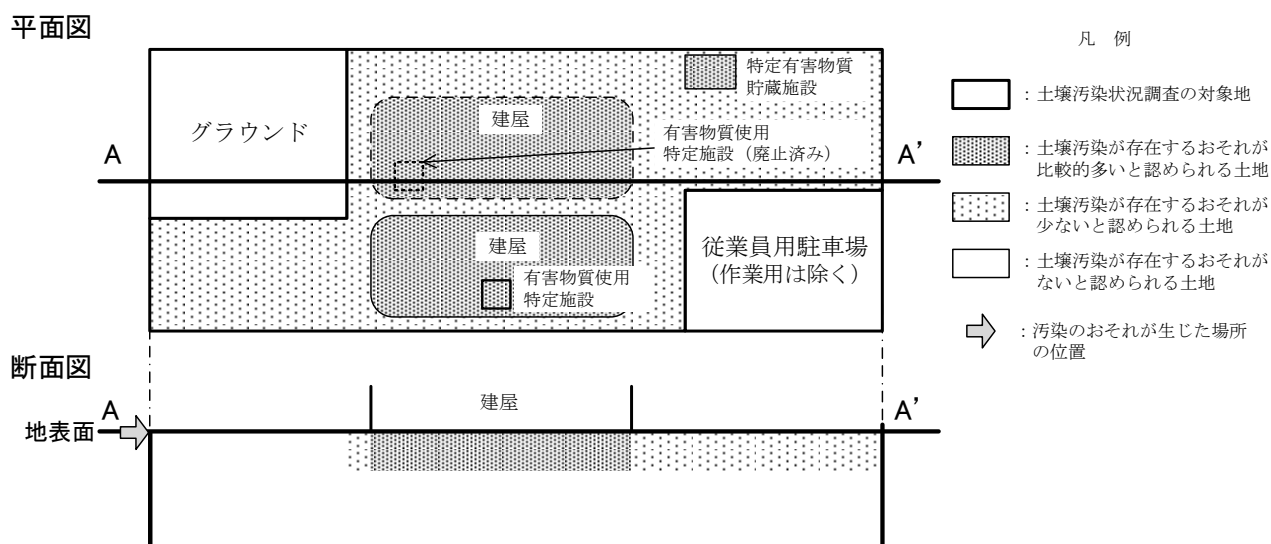 平面図
グラウンド
建屋
特定有害物質
貯蔵施設
有害物質使用
特定施設（廃止済み）
A
A’
建屋
有害物質使用
特定施設
従業員用駐車場
（作業用は除く）
凡　例
：土壌汚染状況調査の対象地
：土壌汚染が存在するおそれが
比較的多いと認められる土地
：土壌汚染が存在するおそれが
少ないと認められる土地
：土壌汚染が存在するおそれが
ないと認められる土地
：汚染のおそれが生じた場所
の位置
断面図
A
A’
建屋
地表面